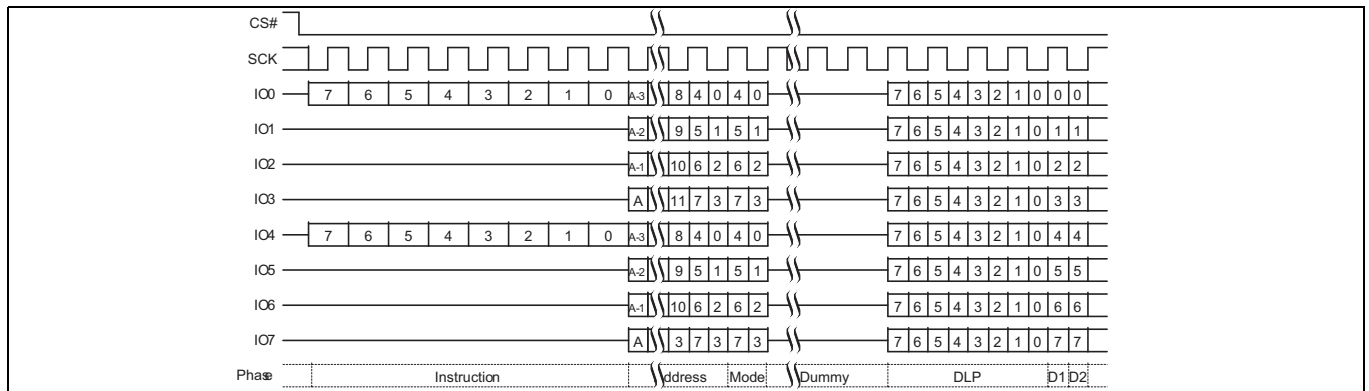 CS#
SCK
IO0 7 6 5 4 3 2 1 0 A-3 8 4 0 4 0 7 6 5 4 3 2 1 0 0 0
IO1 A-2 9 5 1 5 1 7 6 5 4 3 2 1 0 1 1
IO2 A-1 10 6 2 6 2 7 6 5 4 3 2 1 0 2 2
IO3 A 11 7 3 7 3 7 6 5 4 3 2 1 0 3 3
IO4 7 6 5 4 3 2 1 0 A-3 8 4 0 4 0 7 6 5 4 3 2 1 0 4 4
IO5 A-2 9 5 1 5 1 7 6 5 4 3 2 1 0 5 5
IO6 A-1 10 6 2 6 2 7 6 5 4 3 2 1 0 6 6
IO7 A 3 7 3 7 3 7 6 5 4 3 2 1 0 7 7
Phase Instruction ddress Mode Dummy DLP D1 D2